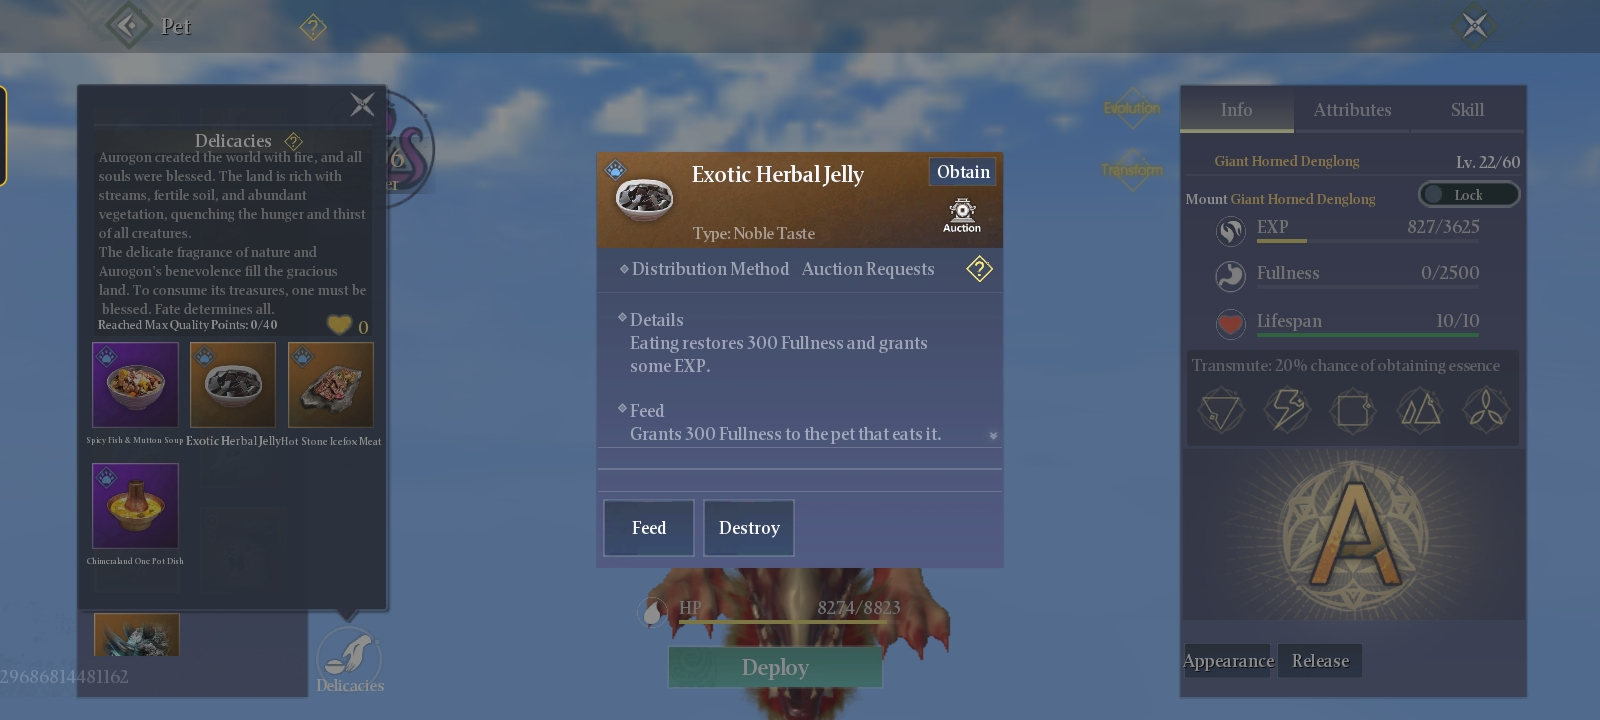 Pet
?
Delicacies
?
Aurogon created the world with fire, and all
souls were blessed. The land is rich with
streams, fertile soil, and abundant
vegetation, quenching the hunger and thirst
of all creatures.
The delicate fragrance of nature and
Aurogon's benevolence fill the gracious
land. To consume its treasures, one must be
blessed. Fate determines all.
Reached Max Quality Points: 0/40
0
Spicy Fish & Mutton Soup
Exotic Herbal Jelly
Hot Stone Icefox Meat
Chimeraland One Pot Dish
29686814481162
Delicacies
Exotic Herbal Jelly
Obtain
Auction
Type: Noble Taste
Distribution Method Auction Requests
?
Details
Eating restores 300 Fullness and grants
some EXP.
Feed
Grants 300 Fullness to the pet that eats it.
Feed
Destroy
HP 8274/8823
Deploy
Evolution
Transform
Info
Attributes
Skill
Giant Horned Denglong
Lv. 22/60
Mount Giant Horned Denglong
Lock
EXP 827/3625
Fullness 0/2500
Lifespan 10/10
Transmute: 20% chance of obtaining essence
A
Appearance
Release